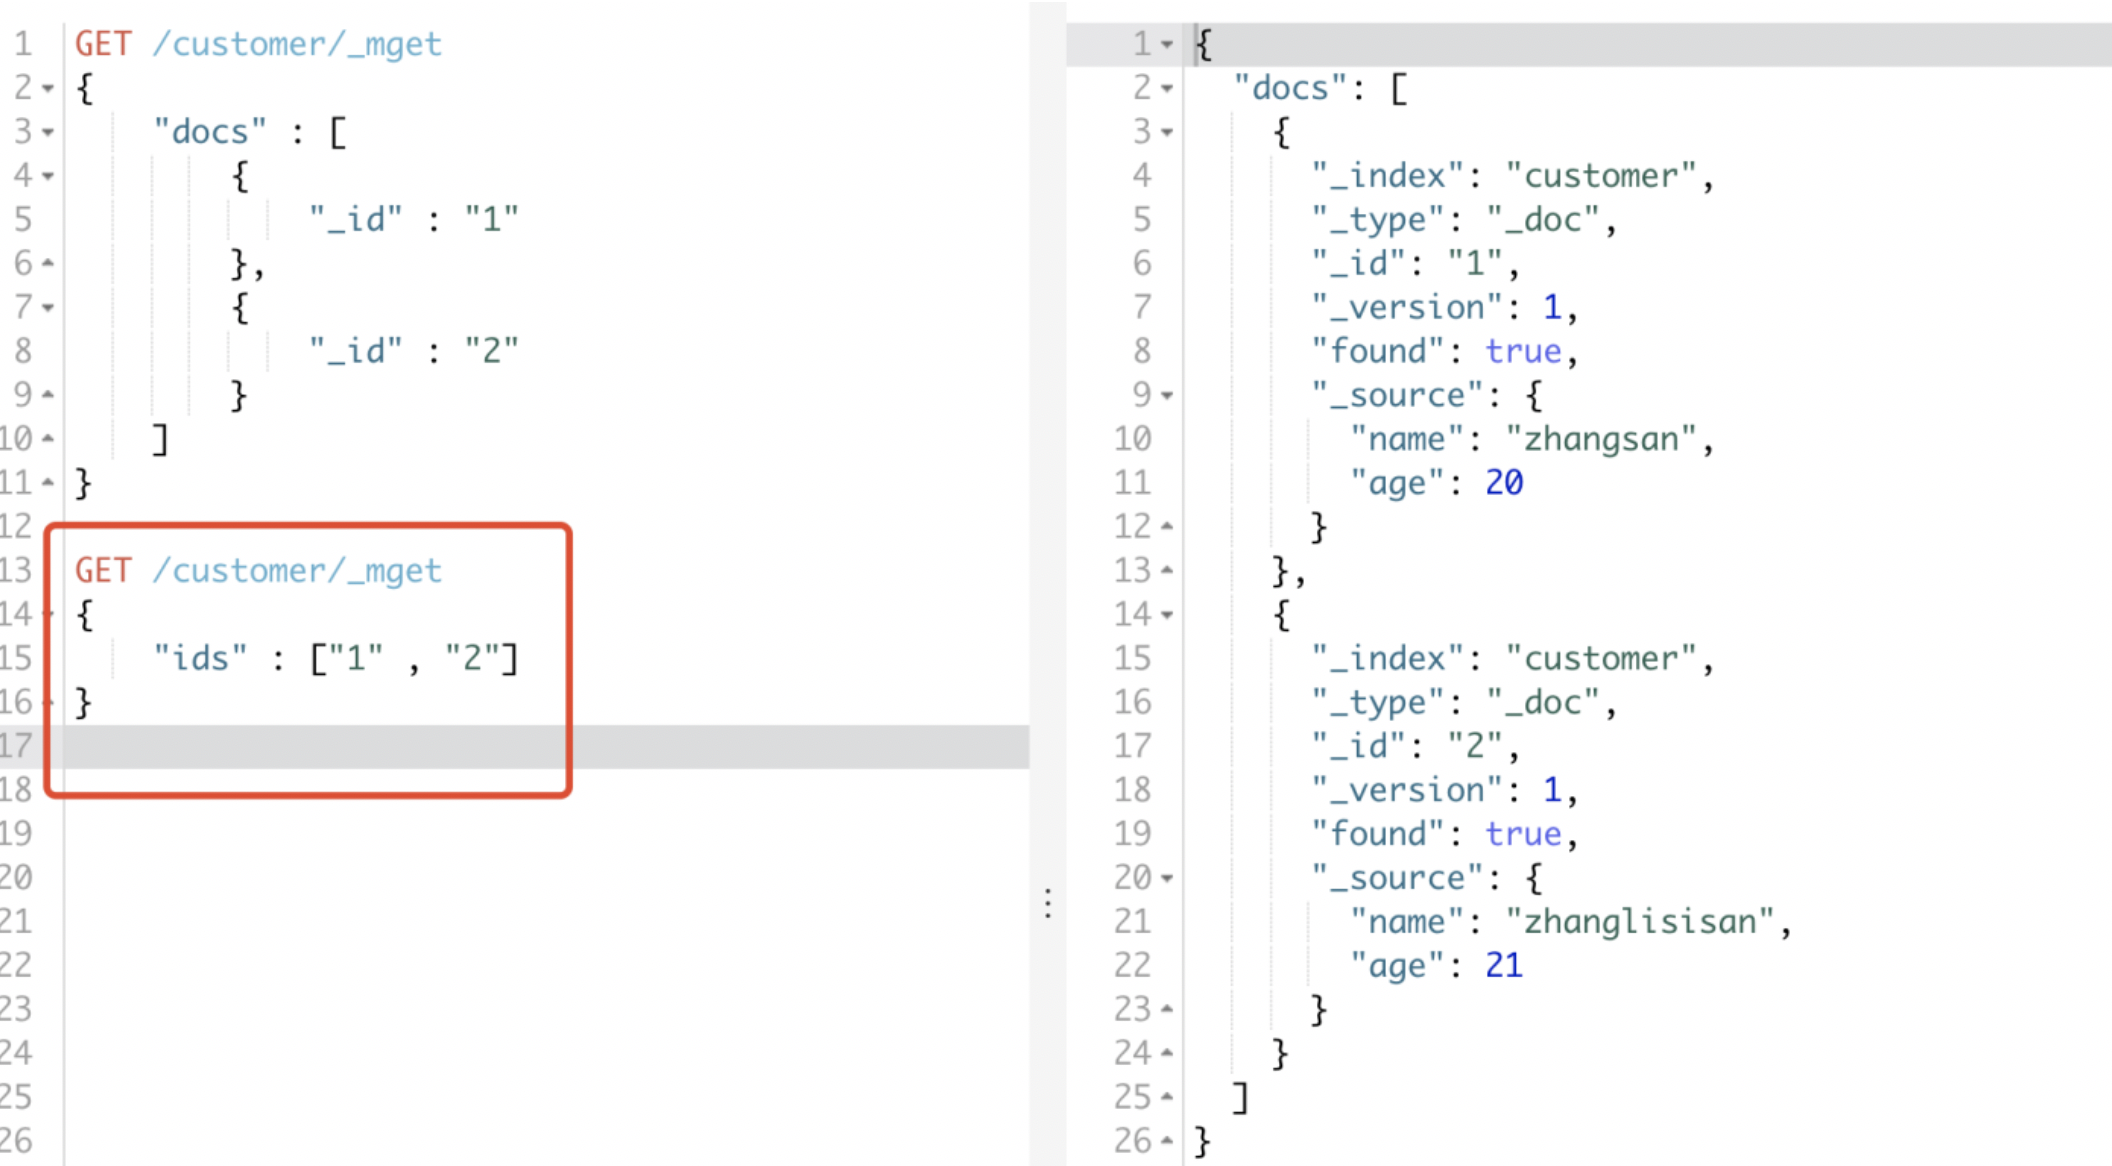 1 GET /customer/_mget
2 {
3 "docs" : [
4 {
5 "_id" : "1"
6 },
7 {
8 "_id" : "2"
9 }
10 ]
11 }
12
13 GET /customer/_mget
14 {
15 "ids" : ["1" , "2"]
16 }
17
18
19
20
21
22
23
24
25
26
1 {
2 "docs": [
3 {
4 "_index": "customer",
5 "_type": "_doc",
6 "_id": "1",
7 "_version": 1,
8 "found": true,
9 "_source": {
10 "name": "zhangsan",
11 "age": 20
12 }
13 },
14 {
15 "_index": "customer",
16 "_type": "_doc",
17 "_id": "2",
18 "_version": 1,
19 "found": true,
20 "_source": {
21 "name": "zhanglisisan",
22 "age": 21
23 }
24 }
25 ]
26 }